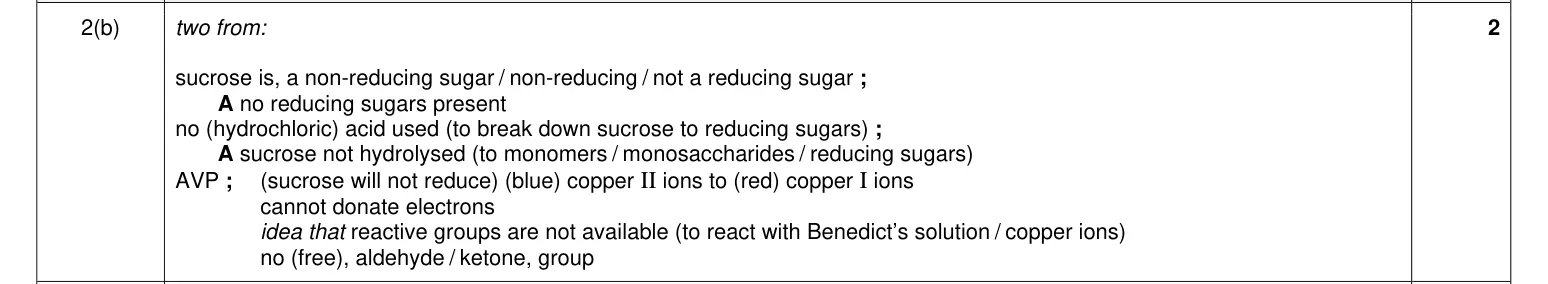 2(b) two from: 2
sucrose is, a non-reducing sugar / non-reducing / not a reducing sugar ;
A no reducing sugars present
no (hydrochloric) acid used (to break down sucrose to reducing sugars) ;
A sucrose not hydrolysed (to monomers / monosaccharides / reducing sugars)
AVP ; (sucrose will not reduce) (blue) copper II ions to (red) copper I ions
cannot donate electrons
idea that reactive groups are not available (to react with Benedict's solution / copper ions)
no (free), aldehyde / ketone, group